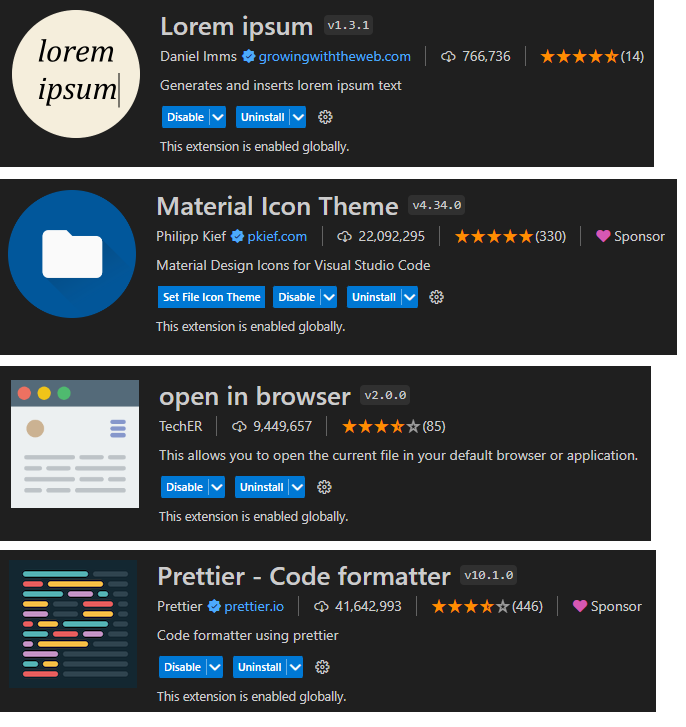 lorem
ipsum
Lorem ipsum v1.3.1
Daniel Imms growingwiththeweb.com 766,736 (14)
Generates and inserts lorem ipsum text
Disable Uninstall
This extension is enabled globally.
Material Icon Theme v4.34.0
Philipp Kief pkief.com 22,092,295 (330) Sponsor
Material Design Icons for Visual Studio Code
Set File Icon Theme Disable Uninstall
This extension is enabled globally.
open in browser v2.0.0
TechER 9,449,657 (85)
This allows you to open the current file in your default browser or application.
Disable Uninstall
This extension is enabled globally.
Prettier - Code formatter v10.1.0
Prettier prettier.io 41,642,993 (446) Sponsor
Code formatter using prettier
Disable Uninstall
This extension is enabled globally.